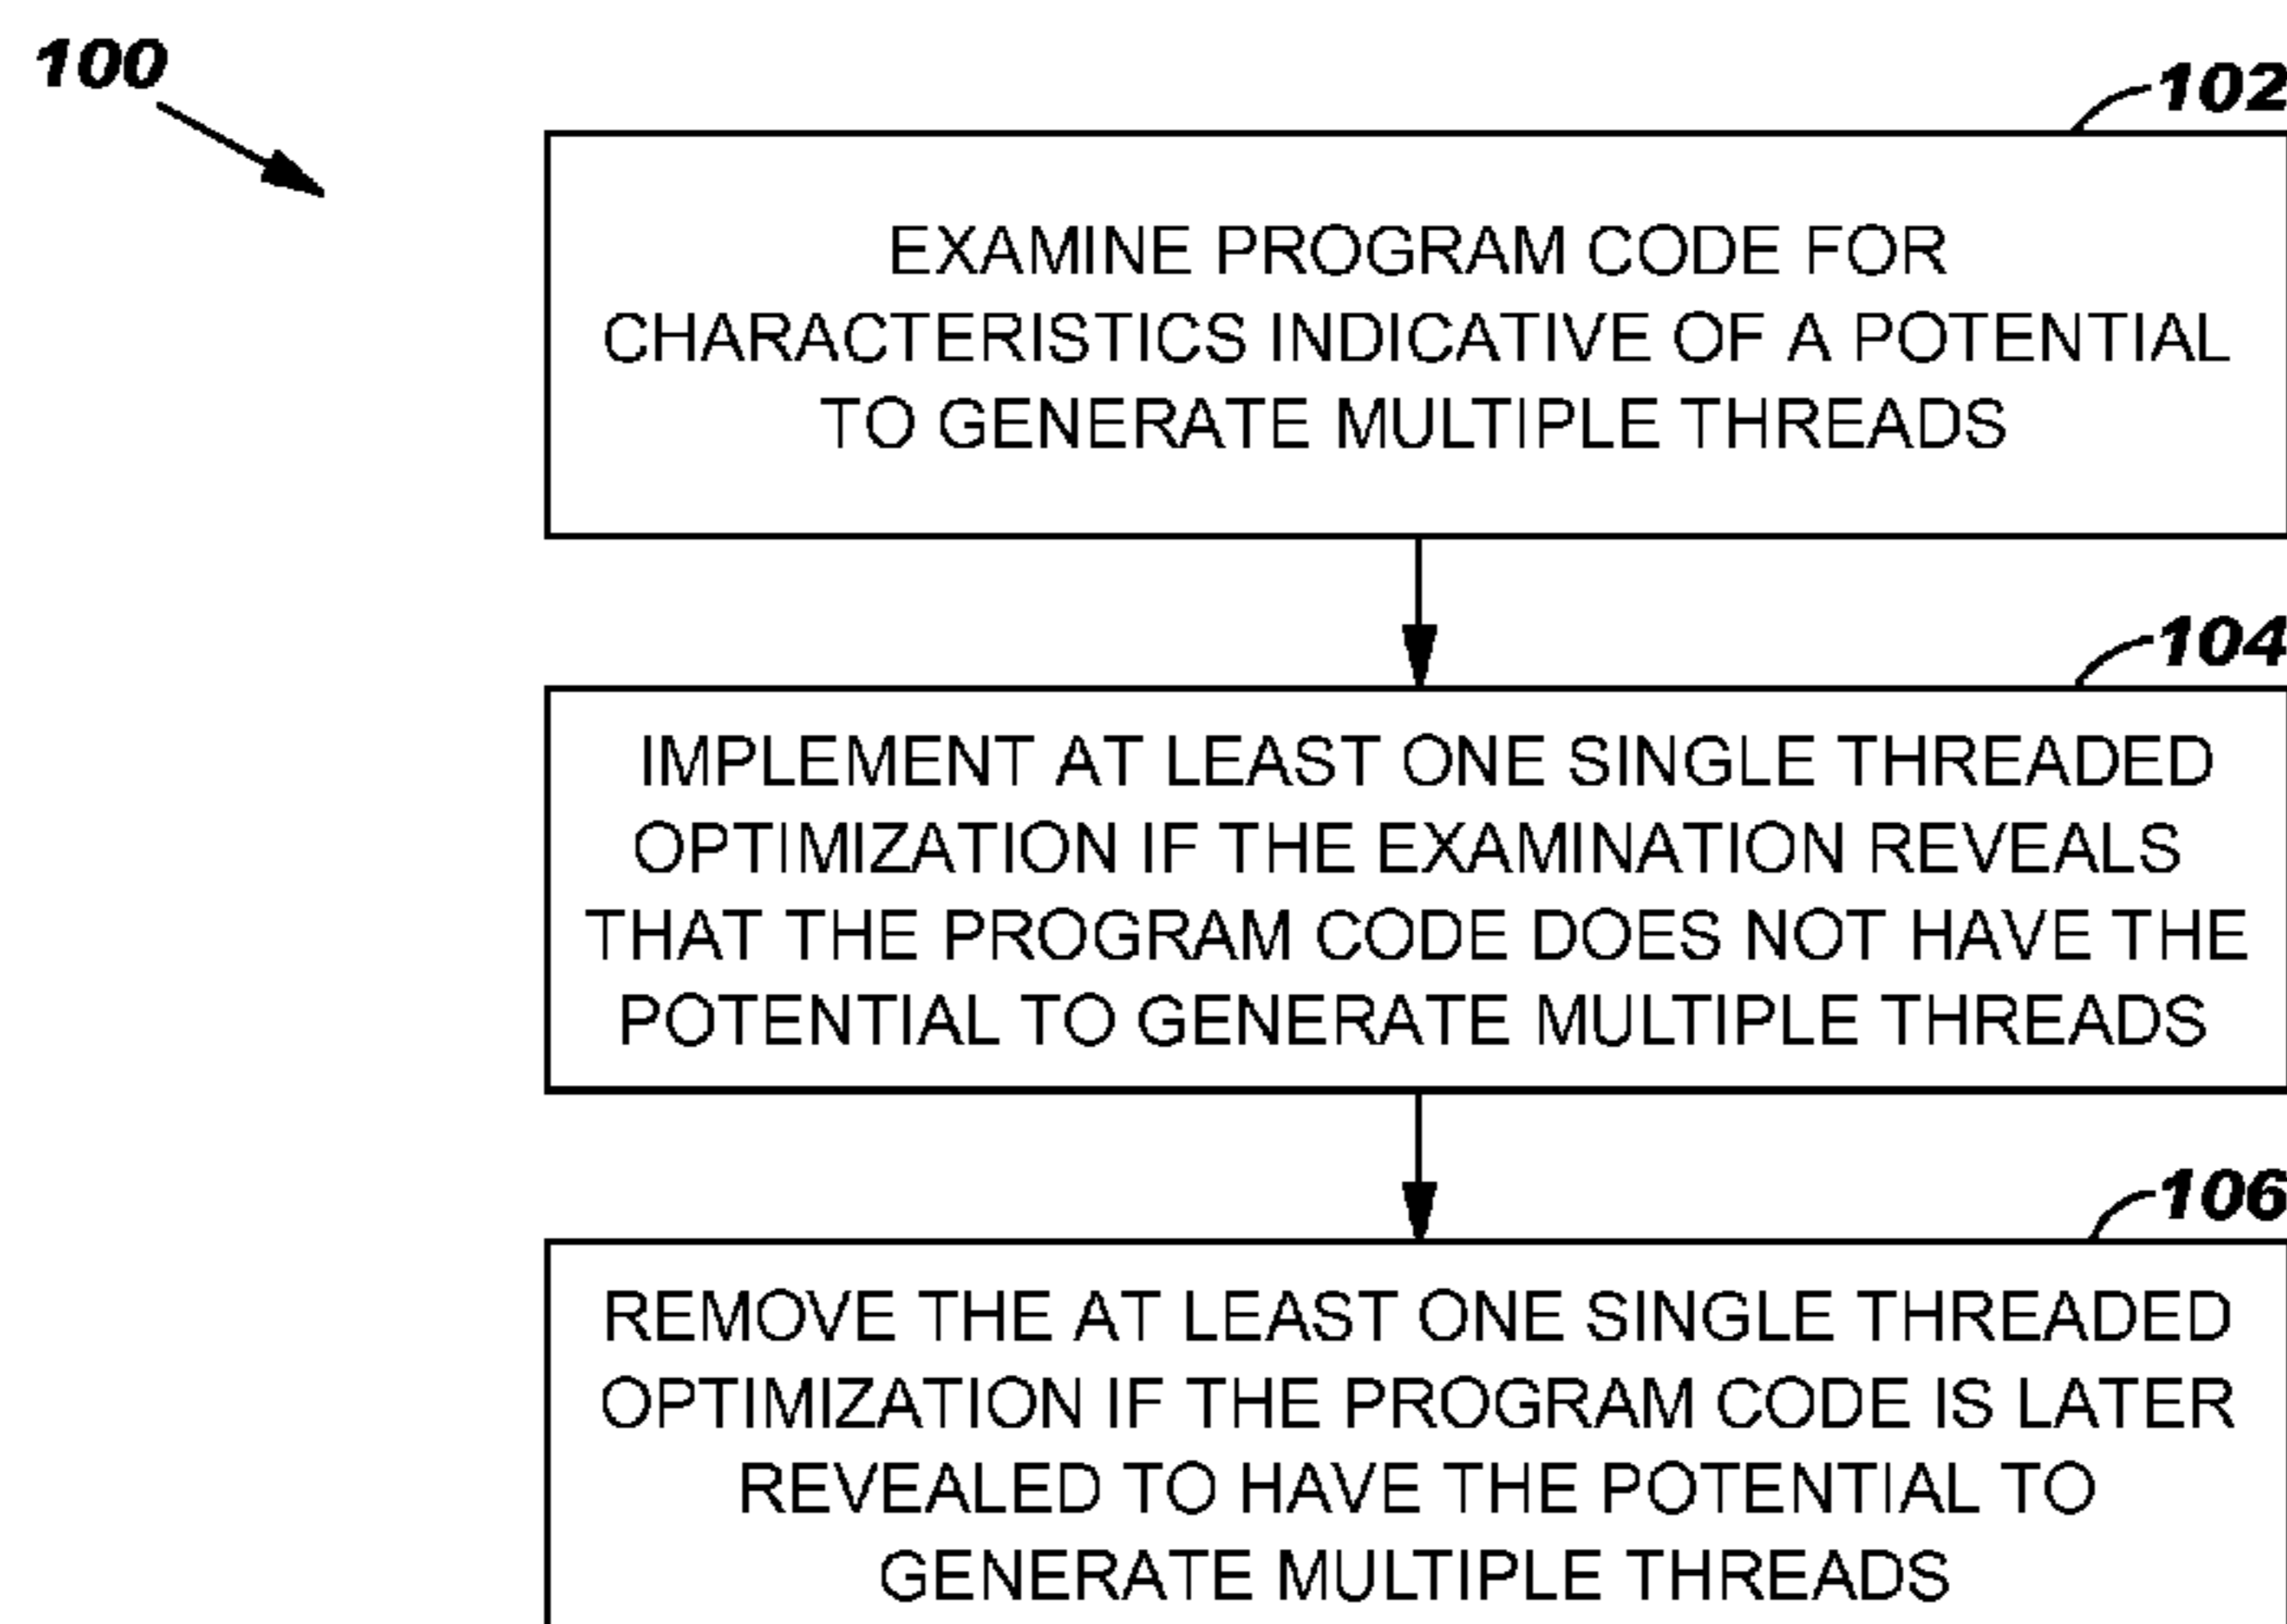 100
102
EXAMINE PROGRAM CODE FOR
CHARACTERISTICS INDICATIVE OF A POTENTIAL
TO GENERATE MULTIPLE THREADS
104
IMPLEMENT AT LEAST ONE SINGLE THREADED
OPTIMIZATION IF THE EXAMINATION REVEALS
THAT THE PROGRAM CODE DOES NOT HAVE THE
POTENTIAL TO GENERATE MULTIPLE THREADS
106
REMOVE THE AT LEAST ONE SINGLE THREADED
OPTIMIZATION IF THE PROGRAM CODE IS LATER
REVEALED TO HAVE THE POTENTIAL TO
GENERATE MULTIPLE THREADS